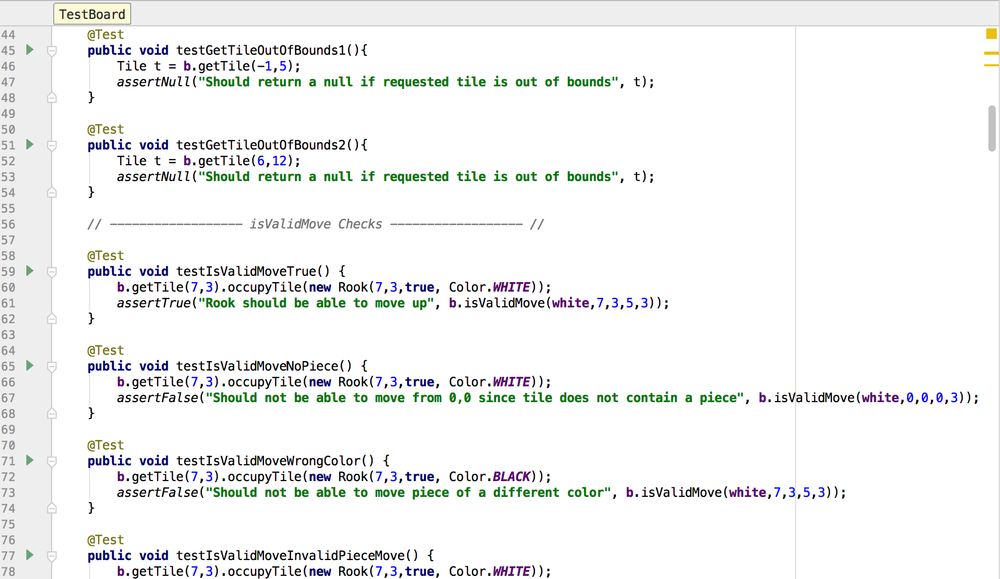 TestBoard
44 @Test
45 public void testGetTileOutOfBounds1(){
46 Tile t = b.getTile(-1,5);
47 assertNull("Should return a null if requested tile is out of bounds", t);
48 }
49
50 @Test
51 public void testGetTileOutOfBounds2(){
52 Tile t = b.getTile(6,12);
53 assertNull("Should return a null if requested tile is out of bounds", t);
54 }
55
56 // ------------------ isValidMove Checks ------------------ //
57
58 @Test
59 public void testIsValidMoveTrue() {
60 b.getTile(7,3).occupyTile(new Rook(7,3,true, Color.WHITE));
61 assertTrue("Rook should be able to move up", b.isValidMove(white,7,3,5,3));
62 }
63
64 @Test
65 public void testIsValidMoveNoPiece() {
66 b.getTile(7,3).occupyTile(new Rook(7,3,true, Color.WHITE));
67 assertFalse("Should not be able to move from 0,0 since tile does not contain a piece", b.isValidMove(white,0,0,0,3));
68 }
69
70 @Test
71 public void testIsValidMoveWrongColor() {
72 b.getTile(7,3).occupyTile(new Rook(7,3,true, Color.BLACK));
73 assertFalse("Should not be able to move piece of a different color", b.isValidMove(white,7,3,5,3));
74 }
75
76 @Test
77 public void testIsValidMoveInvalidPieceMove() {
78 b.getTile(7,3).occupyTile(new Rook(7,3,true, Color.WHITE));